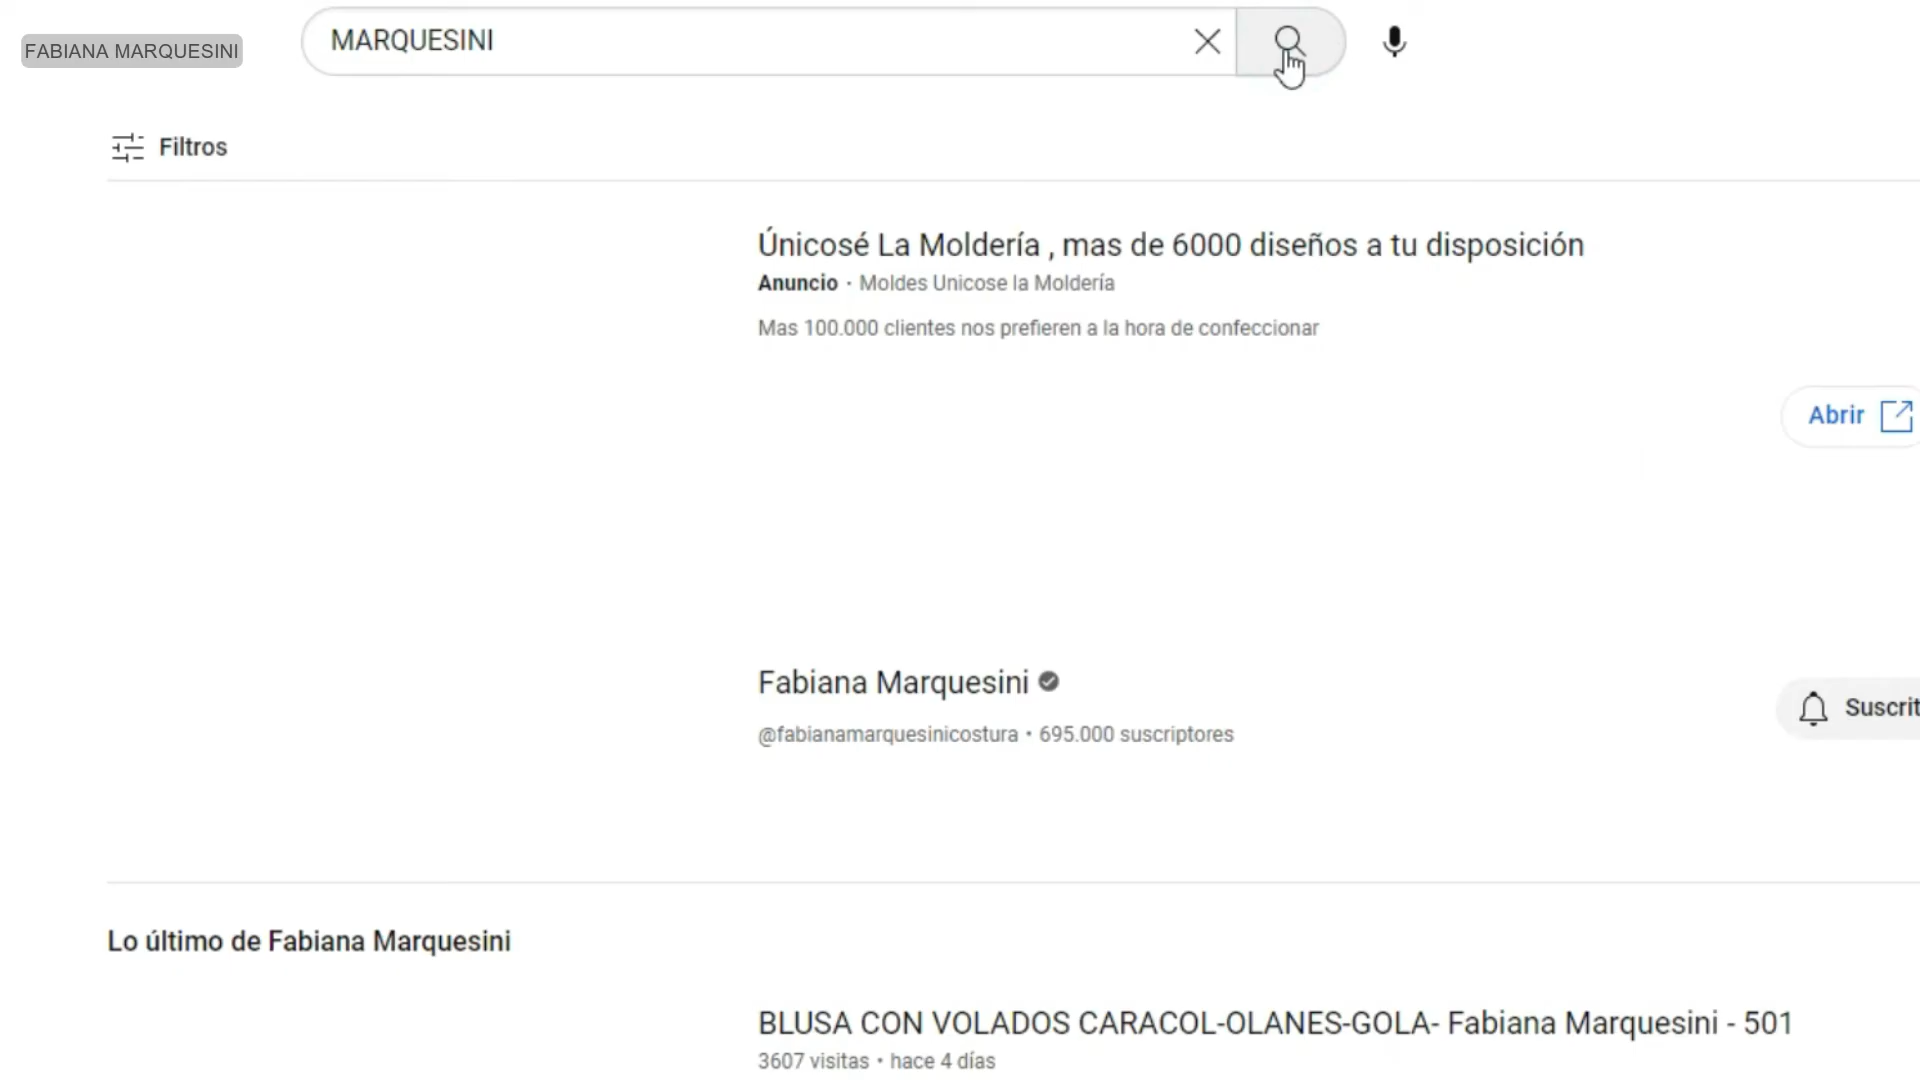 FABIANA MARQUESINI
MARQUESINI
Filtros
Únicosé La Moldería , mas de 6000 diseños a tu disposición
Anuncio · Moldes Unicose la Moldería
Mas 100.000 clientes nos prefieren a la hora de confeccionar
Abrir
Fabiana Marquesini
@fabianamarquesinicostura • 695.000 suscriptores
Suscrit
Lo último de Fabiana Marquesini
BLUSA CON VOLADOS CARACOL-OLANES-GOLA- Fabiana Marquesini - 501
3607 visitas • hace 4 días